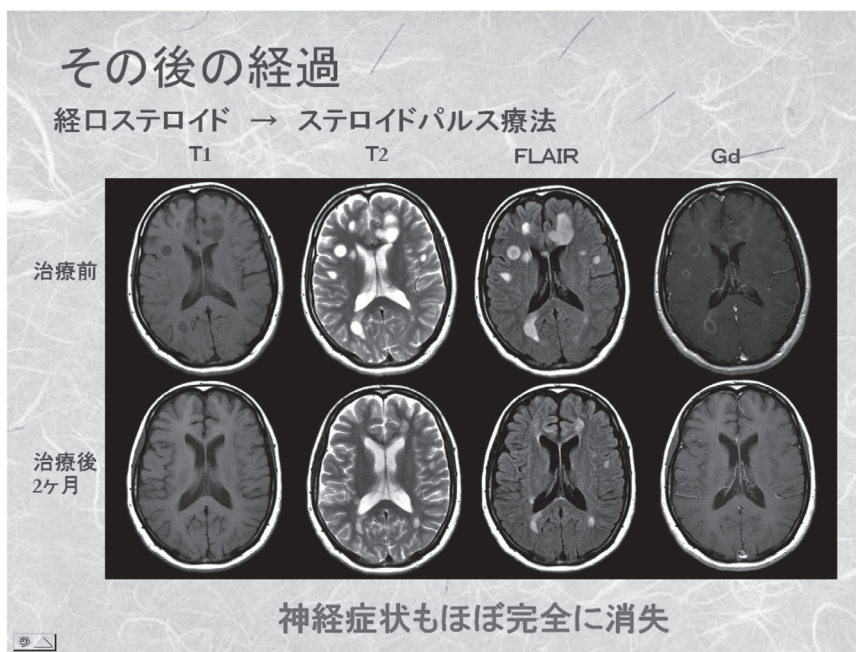 その後の経過
経口ステロイド → ステロイドパルス療法
T1 T2 FLAIR Gd
治療前
治療後
2ヶ月
神経症状もほぼ完全に消失